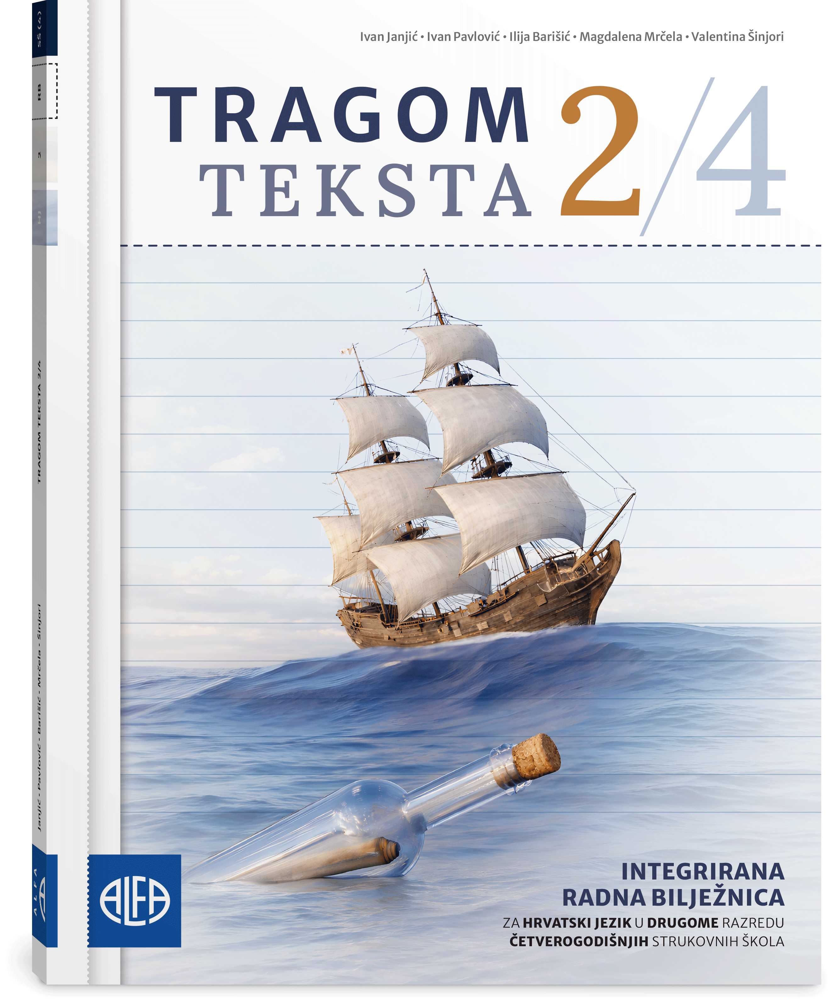 Ivan Janjić • Ivan Pavlović • Ilija Barišić • Magdalena Mrčela • Valentina Šinjori
TRAGOM
TEKSTA
2/4
INTEGRIRANA
RADNA BILJEŽNICA
ZA HRVATSKI JEZIK U DRUGOME RAZREDU
ČETVEROGODIŠNJIH STRUKOVNIH ŠKOLA
ALFA
SŠ (4)
RB
2
HJ
TRAGOM TEKSTA 2/4
Janjić - Pavlović - Barišić - Mrčela - Šinjori
ALFA